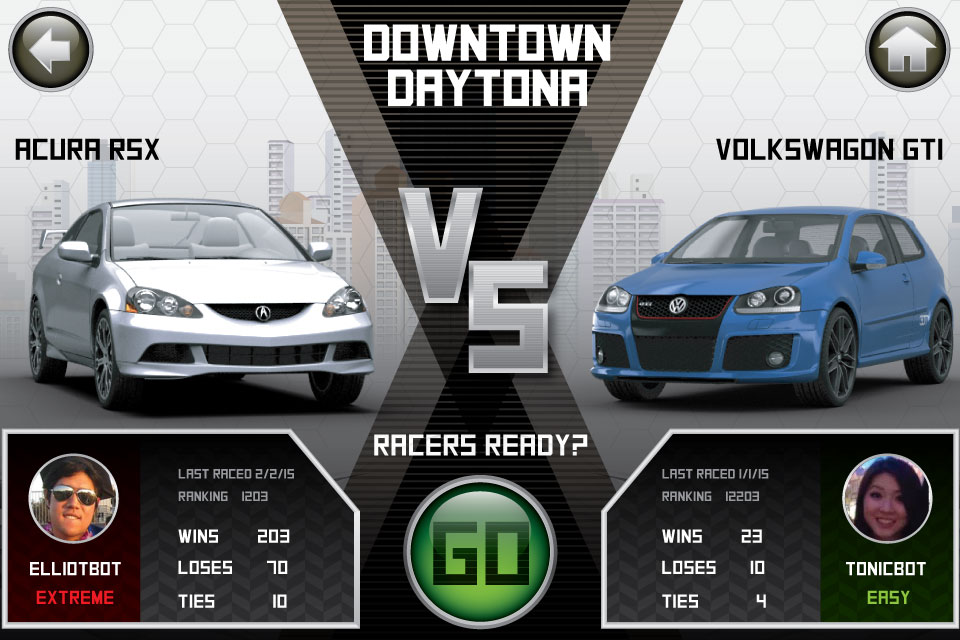 DOWNTOWN
DAYTONA
ACURA RSX
VOLKSWAGON GTI
VS
RACERS READY?
GO
LAST RACED 2/2/15
RANKING 1203
WINS 203
LOSES 70
TIES 10
ELLIOTBOT
EXTREME
LAST RACED 1/1/15
RANKING 12203
WINS 23
LOSES 10
TIES 4
TONICBOT
EASY